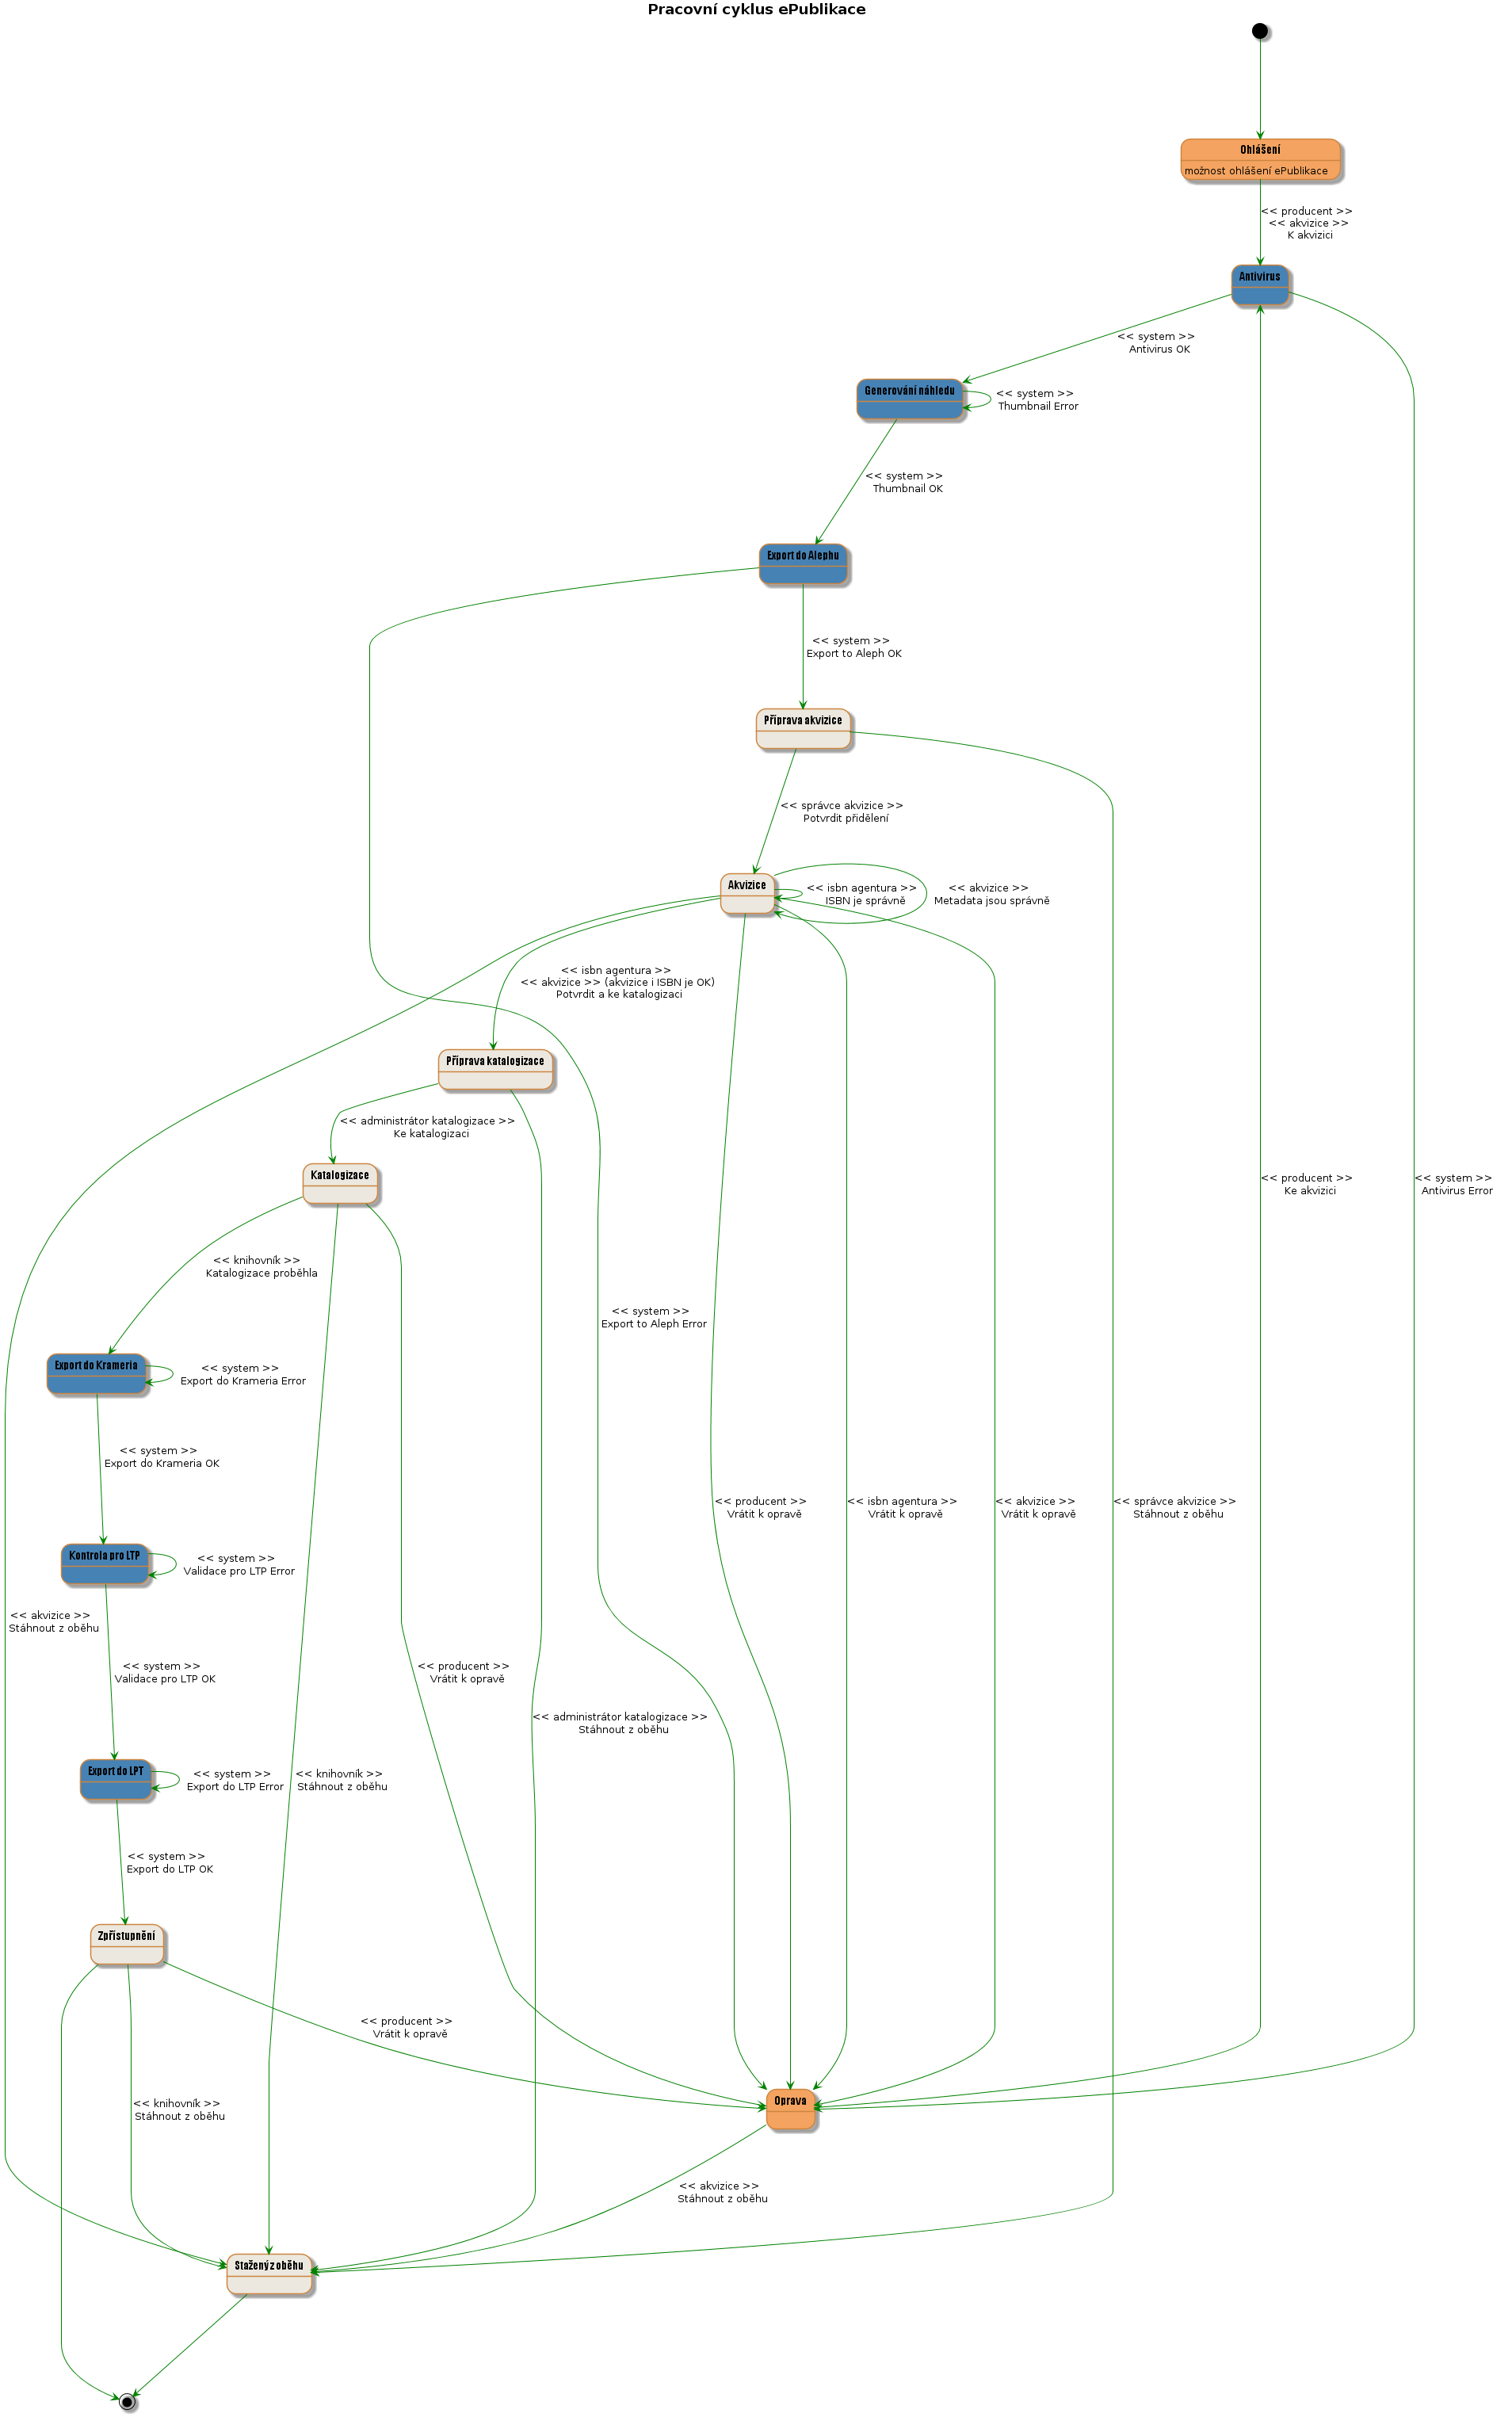 Pracovní cyklus ePublikace
Ohlášení
možnost ohlášení ePublikace
<< producent >>
<< akvizice >>
K akvizici
Antivirus
<< system >>
Antivirus OK
Generování náhledu
<< system >>
Thumbnail Error
<< system >>
Thumbnail OK
Export do Alephu
<< system >>
Export to Aleph OK
Příprava akvizice
<< správce akvizice >>
Potvrdit přidělení
Akvizice
<< isbn agentura >>
ISBN je správně
<< akvizice >>
Metadata jsou správně
<< isbn agentura >>
<< akvizice >> (akvizice i ISBN je OK)
Potvrdit a ke katalogizaci
Příprava katalogizace
<< administrátor katalogizace >>
Ke katalogizaci
Katalogizace
<< producent >>
Ke akvizici
<< system >>
Antivirus Error
<< knihovník >>
Katalogizace proběhla
<< system >>
Export to Aleph Error
Export do Krameria
<< system >>
Export do Krameria Error
<< system >>
Export do Krameria OK
<< producent >>
Vrátit k opravě
<< isbn agentura >>
Vrátit k opravě
<< akvizice >>
Vrátit k opravě
<< správce akvizice >>
Stáhnout z oběhu
Kontrola pro LTP
<< system >>
Validace pro LTP Error
<< akvizice >>
Stáhnout z oběhu
<< system >>
Validace pro LTP OK
<< producent >>
Vrátit k opravě
<< administrátor katalogizace >>
Stáhnout z oběhu
Export do LPT
<< system >>
Export do LTP Error
<< knihovník >>
Stáhnout z oběhu
<< system >>
Export do LTP OK
Zpřístupnění
<< producent >>
Vrátit k opravě
<< knihovník >>
Stáhnout z oběhu
Oprava
<< akvizice >>
Stáhnout z oběhu
Stažený z oběhu